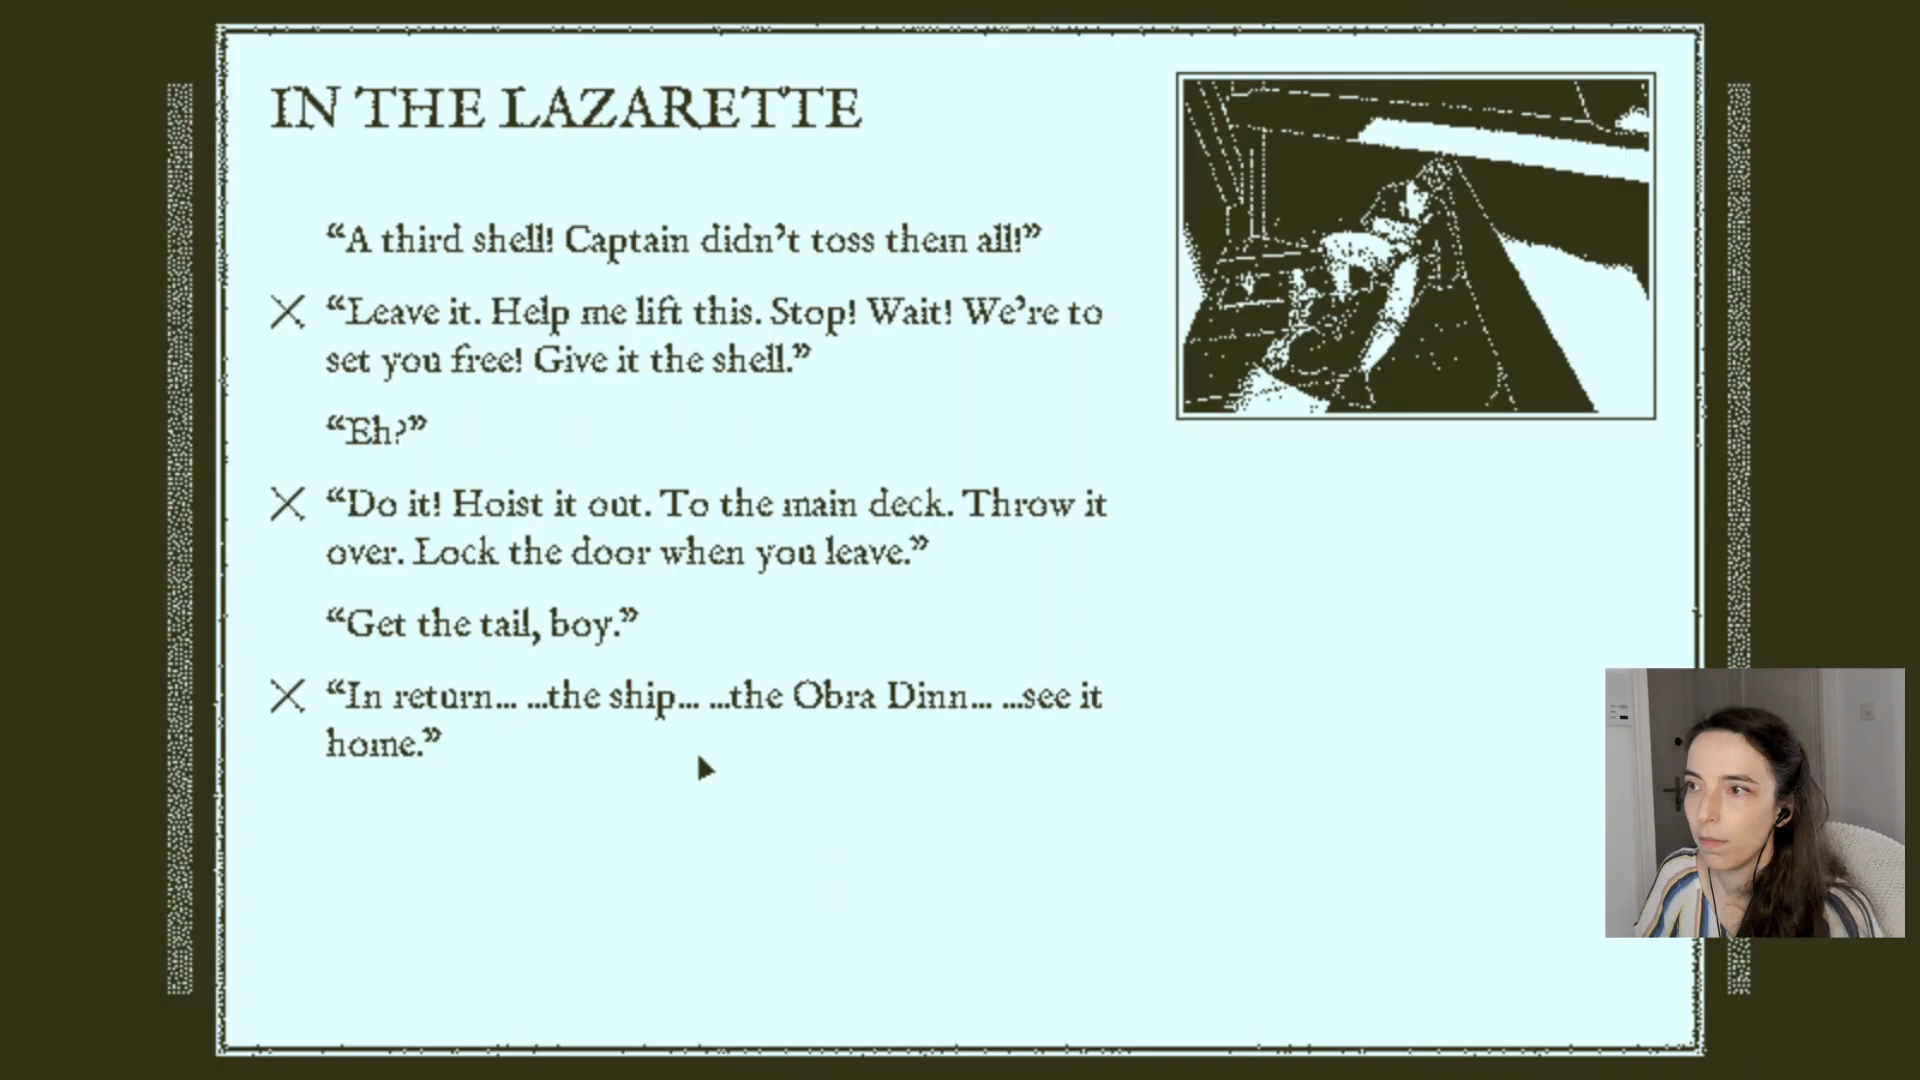 IN THE LAZARETTE
“A third shell! Captain didn’t toss them all!”
“Leave it. Help me lift this. Stop! Wait! We’re to
set you free! Give it the shell.”
“Eh?”
“Do it! Hoist it out. To the main deck. Throw it
over. Lock the door when you leave.”
“Get the tail, boy.”
“In return... ...the ship... ...the Obra Dinn... ...see it
home.”